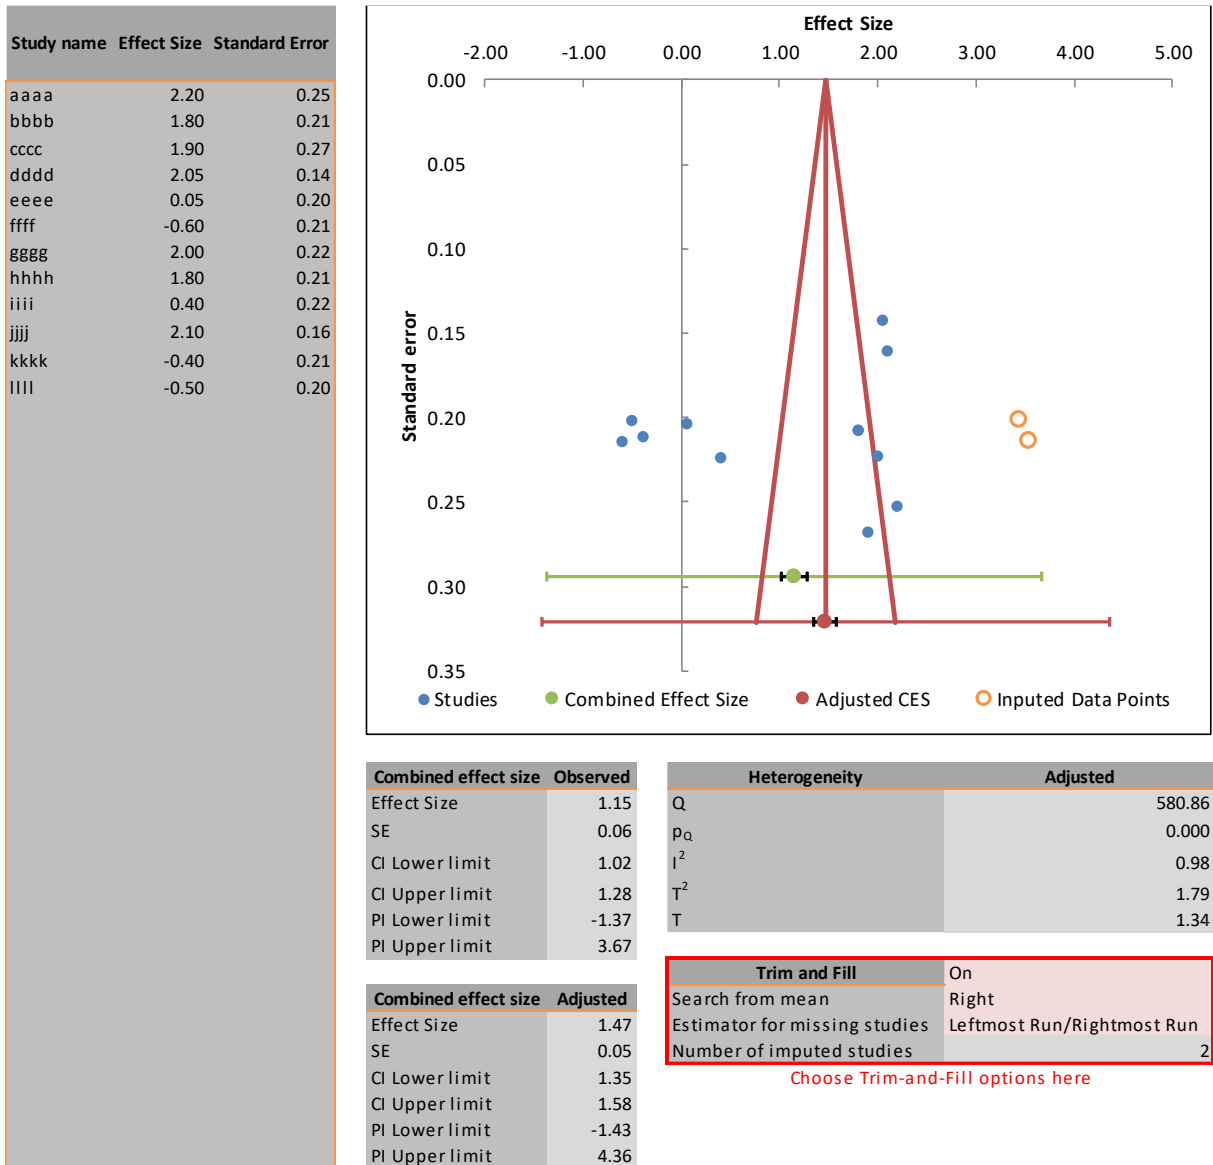 Study name Effect Size Standard Error
aaaa 2.20 0.25
bbbb 1.80 0.21
cccc 1.90 0.27
dddd 2.05 0.14
eeee 0.05 0.20
ffff -0.60 0.21
gggg 2.00 0.22
hhhh 1.80 0.21
iiii 0.40 0.22
jjjj 2.10 0.16
kkkk -0.40 0.21
llll -0.50 0.20
Effect Size
-2.00 -1.00 0.00 1.00 2.00 3.00 4.00 5.00
0.00
0.05
0.10
0.15
0.20
0.25
0.30
0.35
Standard error
Studies Combined Effect Size Adjusted CES Inputed Data Points
Combined effect size Observed
Effect Size 1.15
SE 0.06
CI Lower limit 1.02
CI Upper limit 1.28
PI Lower limit -1.37
PI Upper limit 3.67
Combined effect size Adjusted
Effect Size 1.47
SE 0.05
CI Lower limit 1.35
CI Upper limit 1.58
PI Lower limit -1.43
PI Upper limit 4.36
Heterogeneity Adjusted
Q 580.86
pQ 0.000
I2 0.98
T2 1.79
T 1.34
Trim and Fill On
Search from mean Right
Estimator for missing studies Leftmost Run/Rightmost Run
Number of imputed studies 2
Choose Trim-and-Fill options here